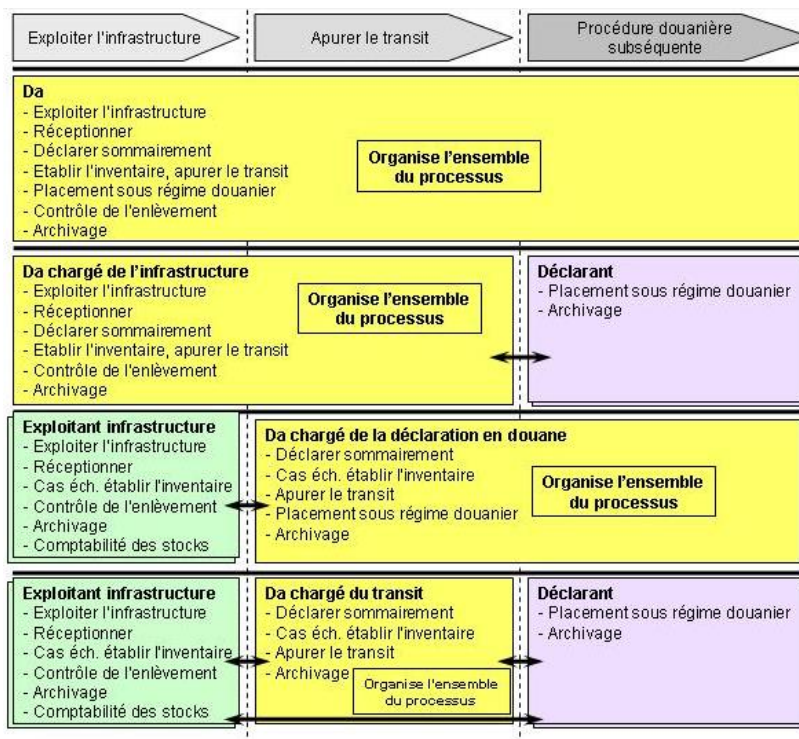 Exploiter l'infrastructure
Apurer le transit
Procédure douanière
subséquente
Da
- Exploiter l'infrastructure
- Réceptionner
- Déclarer sommairement
- Etablir l'inventaire, apurer le transit
- Placement sous régime douanier
- Contrôle de l'enlèvement
- Archivage
Organise l'ensemble
du processus
Da chargé de l'infrastructure
- Exploiter l'infrastructure
- Réceptionner
- Déclarer sommairement
- Etablir l'inventaire, apurer le transit
- Contrôle de l'enlèvement
- Archivage
Organise l'ensemble
du processus
Déclarant
- Placement sous régime douanier
- Archivage
Exploitant infrastructure
- Exploiter l'infrastructure
- Réceptionner
- Cas éch. établir l'inventaire
- Contrôle de l'enlèvement
- Archivage
- Comptabilité des stocks
Da chargé de la déclaration en douane
- Déclarer sommairement
- Cas éch. établir l'inventaire
- Apurer le transit
- Placement sous régime douanier
- Archivage
Organise l'ensemble
du processus
Exploitant infrastructure
- Exploiter l'infrastructure
- Réceptionner
- Cas éch. établir l'inventaire
- Contrôle de l'enlèvement
- Archivage
- Comptabilité des stocks
Da chargé du transit
- Déclarer sommairement
- Cas éch. établir l'inventaire
- Apurer le transit
- Archivage
Organise l'ensemble
du processus
Déclarant
- Placement sous régime douanier
- Archivage